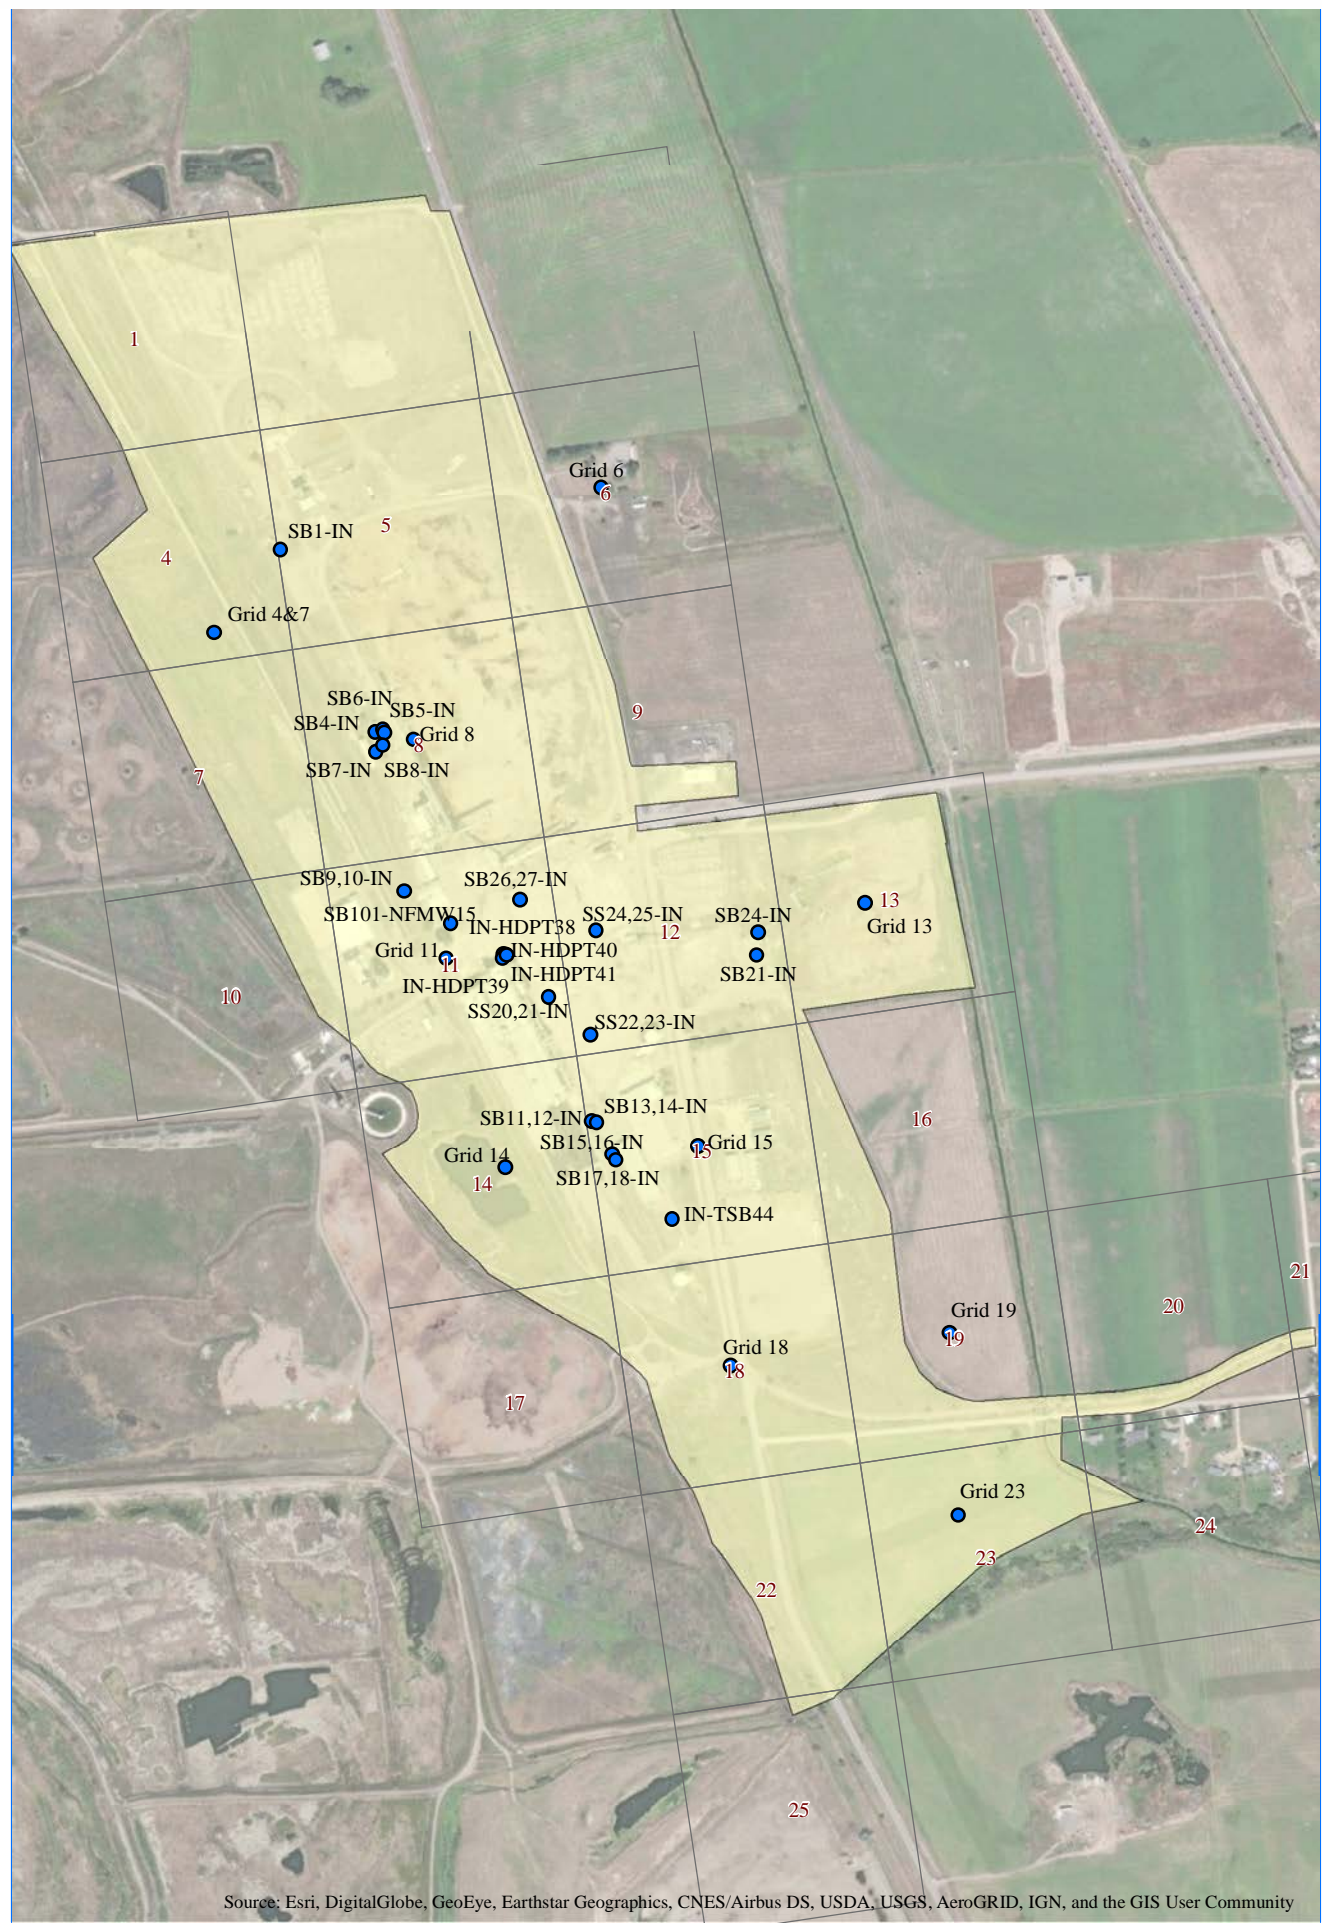 1
Grid 6
6
5
SB1-IN
4
Grid 4&7
SB6-IN
SB5-IN
9
SB4-IN
Grid 8
8
SB7-IN
SB8-IN
7
SB9,10-IN
SB26,27-IN
13
SB101-NFMW15
SS24,25-IN
SB24-IN
IN-HDPT38
Grid 13
12
Grid 11
IN-HDPT40
11
IN-HDPT41
SB21-IN
IN-HDPT39
10
SS20,21-IN
SS22,23-IN
SB13,14-IN
SB11,12-IN
16
SB15,16-IN
Grid 15
15
Grid 14
SB17,18-IN
14
IN-TSB44
21
20
Grid 19
19
Grid 18
18
17
Grid 23
24
23
22
25
Source: Esri, DigitalGlobe, GeoEye, Earthstar Geographics, CNES/Airbus DS, USDA, USGS, AeroGRID, IGN, and the GIS User Community